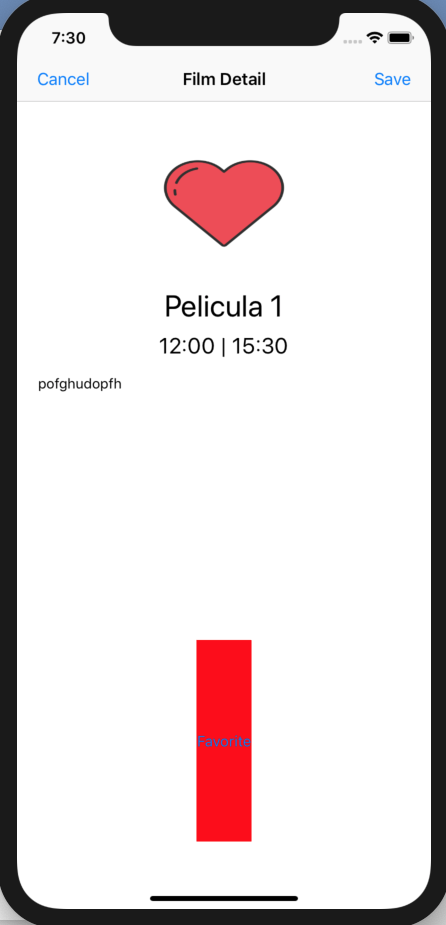 7:30
Cancel
Film Detail
Save
Pelicula 1
12:00 | 15:30
pofghudopfh
Favorite